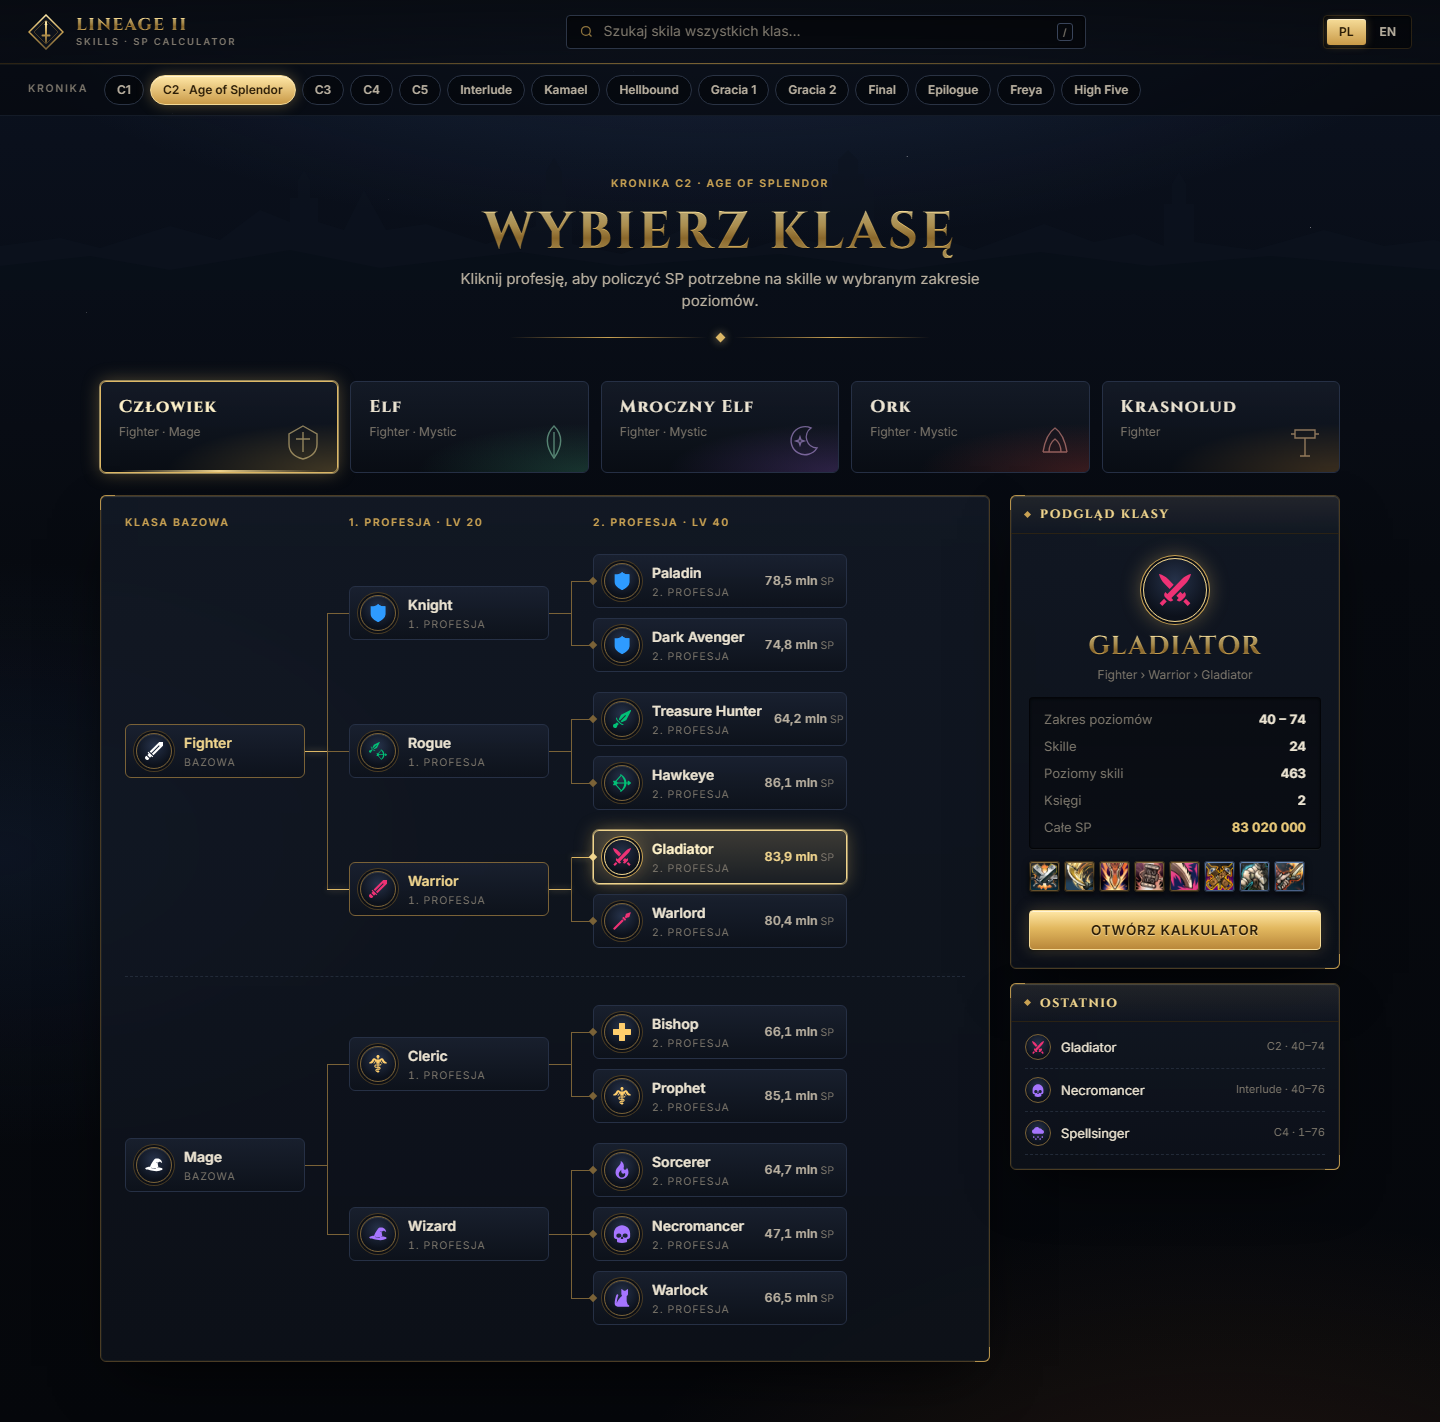 LINEAGE II
SKILLS · SP CALCULATOR
Szukaj skila wszystkich klas...
/
PL
EN
KRONIKA
C1
C2 · Age of Splendor
C3
C4
C5
Interlude
Kamael
Hellbound
Gracia 1
Gracia 2
Final
Epilogue
Freya
High Five
KRONIKA C2 · AGE OF SPLENDOR
WYBIERZ KLASĘ
Kliknij profesję, aby policzyć SP potrzebne na skille w wybranym zakresie
poziomów.
CZŁOWIEK
Fighter · Mage
ELF
Fighter · Mystic
MROCZNY ELF
Fighter · Mystic
ORK
Fighter · Mystic
KRASNOLUD
Fighter
KLASA BAZOWA
1. PROFESJA · LV 20
2. PROFESJA · LV 40
Fighter
BAZOWA
Knight
1. PROFESJA
Paladin
2. PROFESJA
78,5 mln SP
Dark Avenger
2. PROFESJA
74,8 mln SP
Rogue
1. PROFESJA
Treasure Hunter
2. PROFESJA
64,2 mln SP
Hawkeye
2. PROFESJA
86,1 mln SP
Warrior
1. PROFESJA
Gladiator
2. PROFESJA
83,9 mln SP
Warlord
2. PROFESJA
80,4 mln SP
Mage
BAZOWA
Cleric
1. PROFESJA
Bishop
2. PROFESJA
66,1 mln SP
Prophet
2. PROFESJA
85,1 mln SP
Wizard
1. PROFESJA
Sorcerer
2. PROFESJA
64,7 mln SP
Necromancer
2. PROFESJA
47,1 mln SP
Warlock
2. PROFESJA
66,5 mln SP
PODGLĄD KLASY
GLADIATOR
Fighter › Warrior › Gladiator
Zakres poziomów 40 – 74
Skille 24
Poziomy skili 463
Księgi 2
Całe SP 83 020 000
OTWÓRZ KALKULATOR
OSTATNIO
Gladiator C2 · 40–74
Necromancer Interlude · 40–76
Spellsinger C4 · 1–76